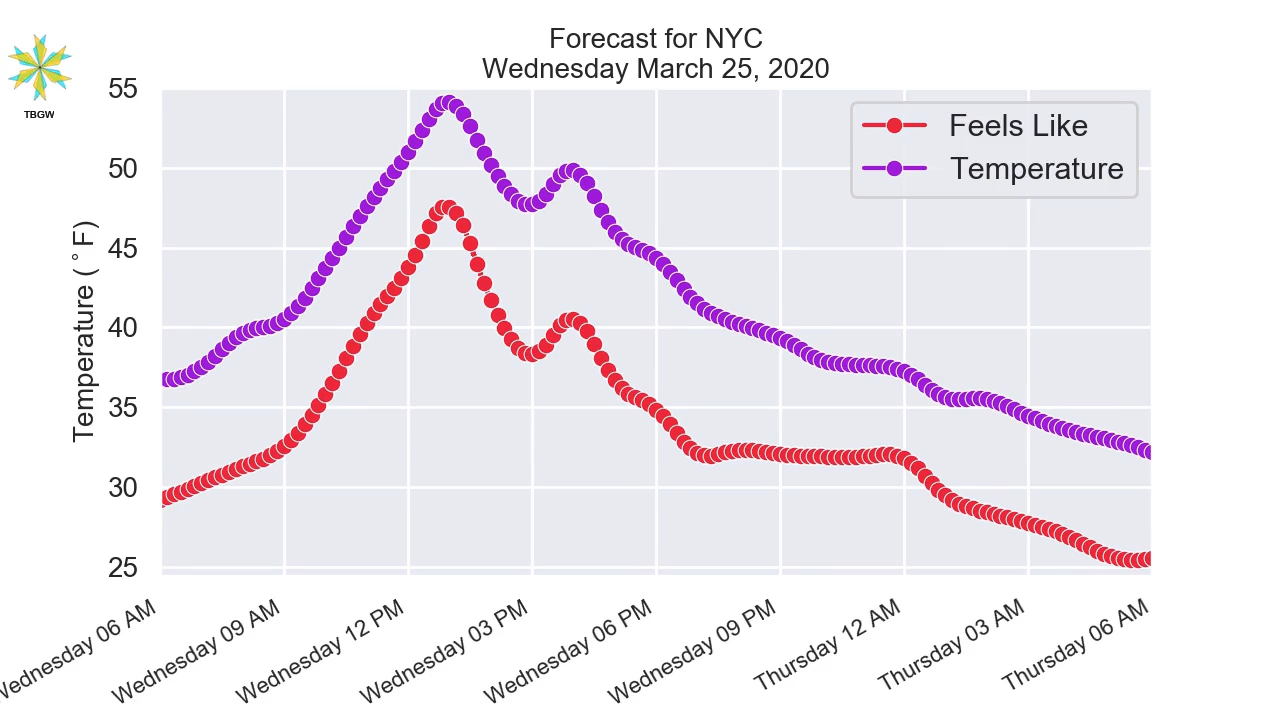 Forecast for NYC
Wednesday March 25, 2020
TBGW
Feels Like
Temperature
Temperature (°F)
55
50
45
40
35
30
25
Wednesday 06 AM
Wednesday 09 AM
Wednesday 12 PM
Wednesday 03 PM
Wednesday 06 PM
Wednesday 09 PM
Thursday 12 AM
Thursday 03 AM
Thursday 06 AM